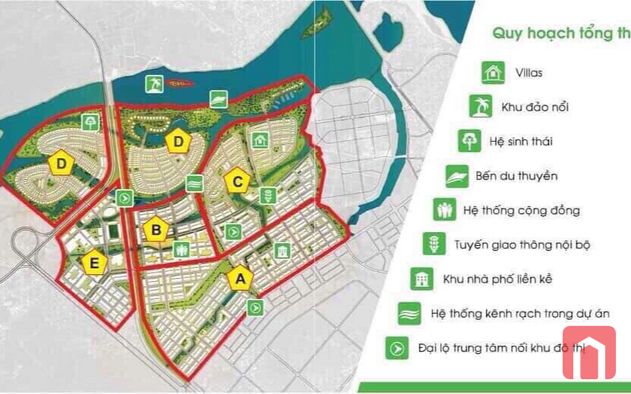 Quy hoạch tổng th
Villas
Khu đảo nổi
Hệ sinh thái
Bến du thuyền
Hệ thống cộng đồng
Tuyến giao thông nội bộ
Khu nhà phố liền kề
Hệ thống kênh rạch trong dự án
Đại lộ trung tâm nối khu đô thị
D
D
C
B
E
A